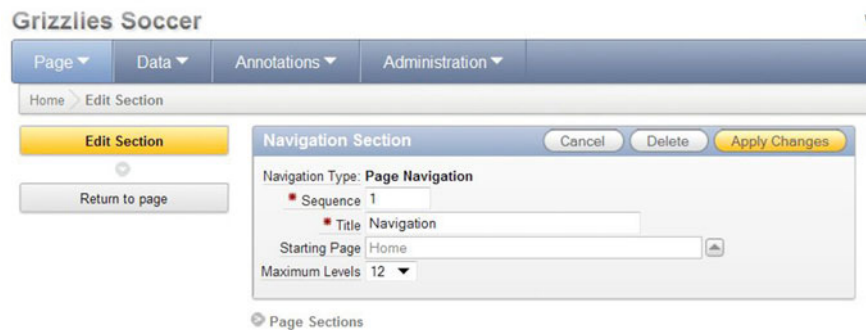 Grizzlies Soccer
Page Data Annotations Administration
Home Edit Section
Edit Section
Return to page
Navigation Section Cancel Delete Apply Changes
Navigation Type: Page Navigation
* Sequence 1
* Title Navigation
Starting Page Home
Maximum Levels 12
Page Sections